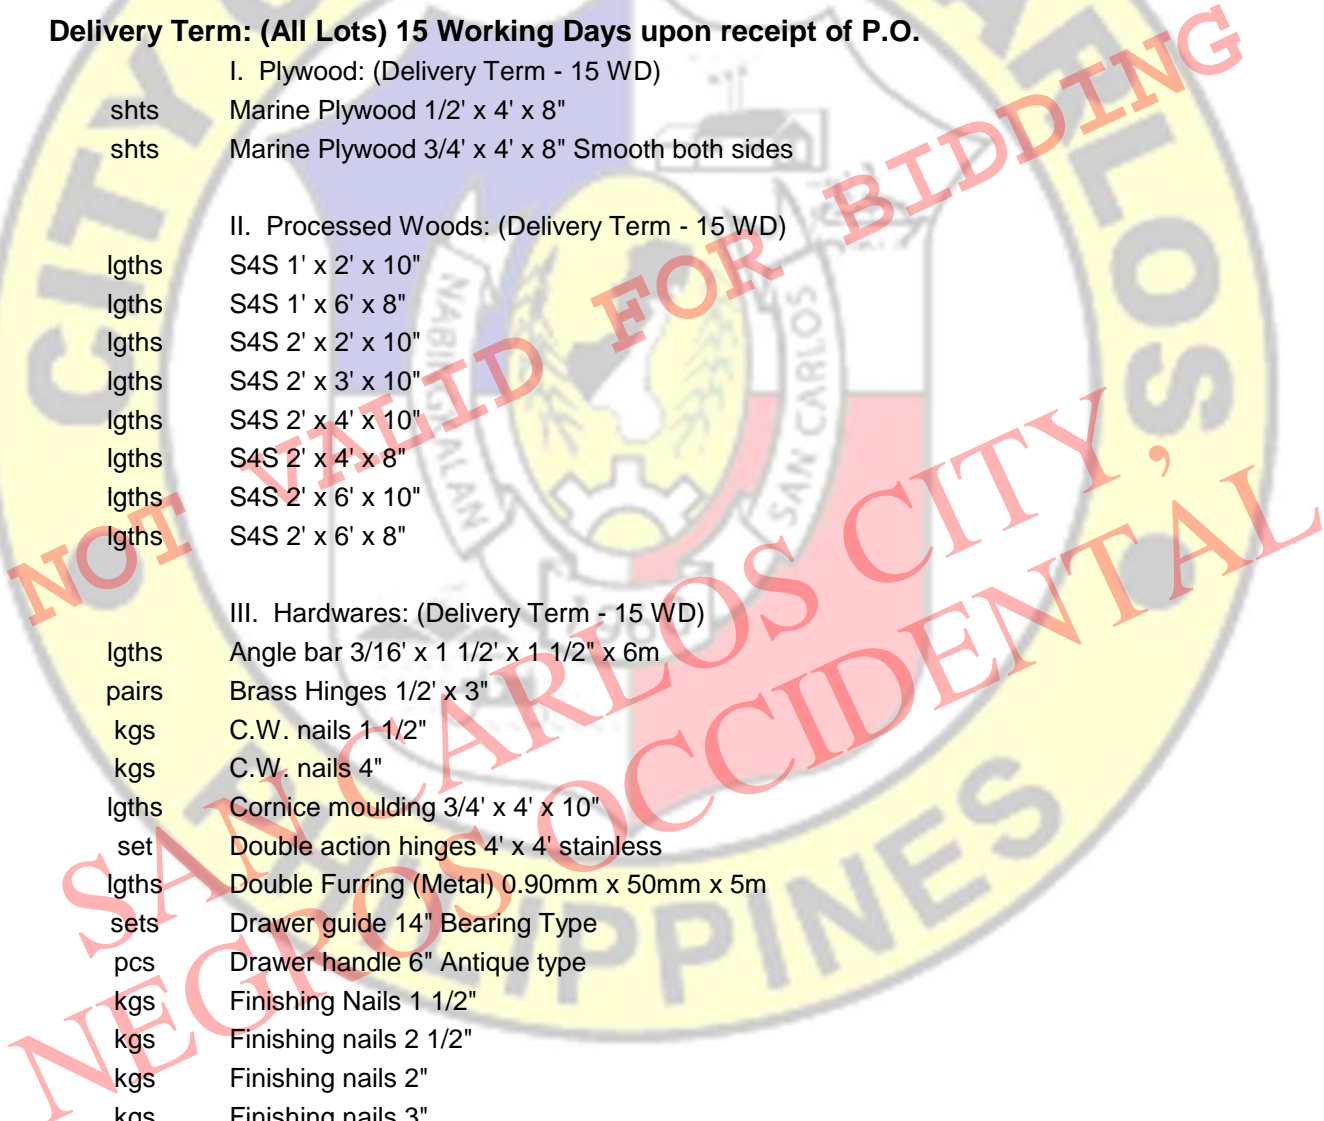 Delivery Term: (All Lots) 15 Working Days upon receipt of P.O.
I. Plywood: (Delivery Term - 15 WD)
shts Marine Plywood 1/2' x 4' x 8"
shts Marine Plywood 3/4' x 4' x 8" Smooth both sides
II. Processed Woods: (Delivery Term - 15 WD)
lgths S4S 1' x 2' x 10"
lgths S4S 1' x 6' x 8"
lgths S4S 2' x 2' x 10"
lgths S4S 2' x 3' x 10"
lgths S4S 2' x 4' x 10"
lgths S4S 2' x 4' x 8"
lgths S4S 2' x 6' x 10"
lgths S4S 2' x 6' x 8"
III. Hardwares: (Delivery Term - 15 WD)
lgths Angle bar 3/16' x 1 1/2' x 1 1/2" x 6m
pairs Brass Hinges 1/2' x 3"
kgs C.W. nails 1 1/2"
kgs C.W. nails 4"
lgths Cornice moulding 3/4' x 4' x 10"
set Double action hinges 4' x 4' stainless
lgths Double Furring (Metal) 0.90mm x 50mm x 5m
sets Drawer guide 14" Bearing Type
pcs Drawer handle 6" Antique type
kgs Finishing Nails 1 1/2"
kgs Finishing nails 2 1/2"
kgs Finishing nails 2"
kgs Finishing nails 3"
NOT VALID FOR BIDDING
SAN CARLOS CITY,
NEGROS OCCIDENTAL
CITY
NABINGKALAN
SAN CARLOS